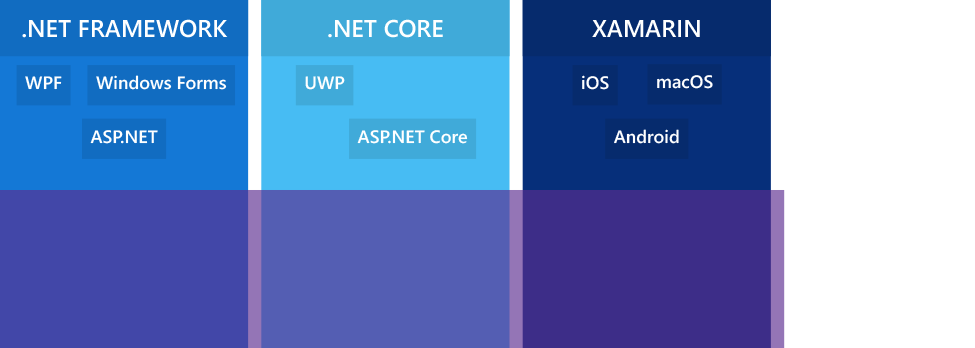 .NET FRAMEWORK
WPF
Windows Forms
ASP.NET
.NET CORE
UWP
ASP.NET Core
XAMARIN
iOS
macOS
Android